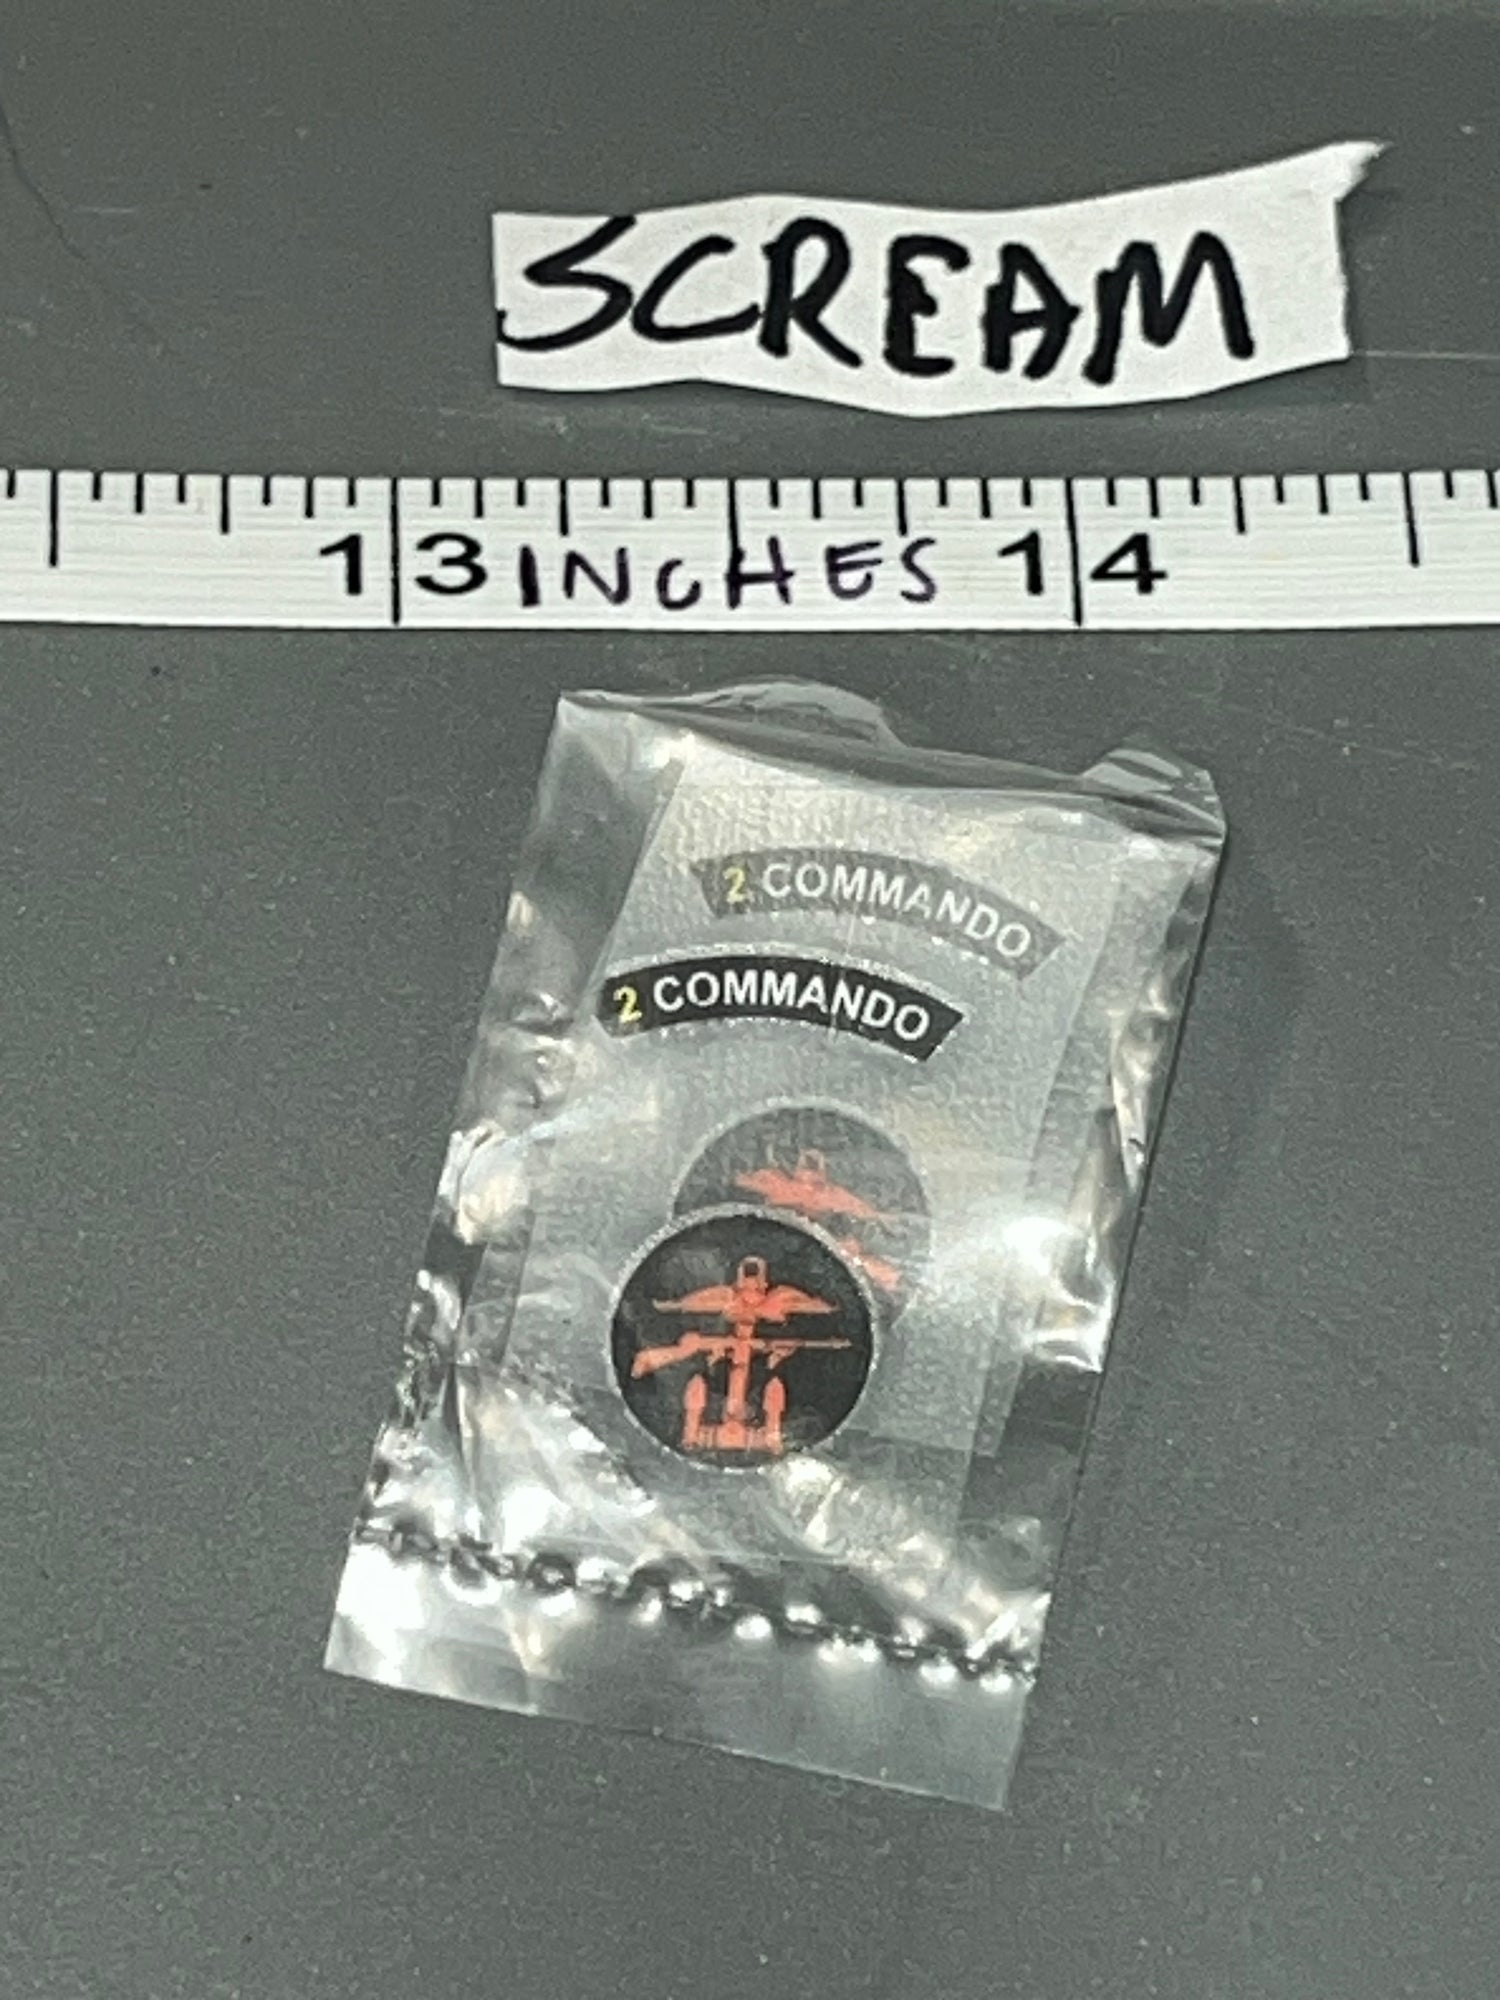 SCREAM
13 INCHES 14
2 COMMANDO
2 COMMANDO